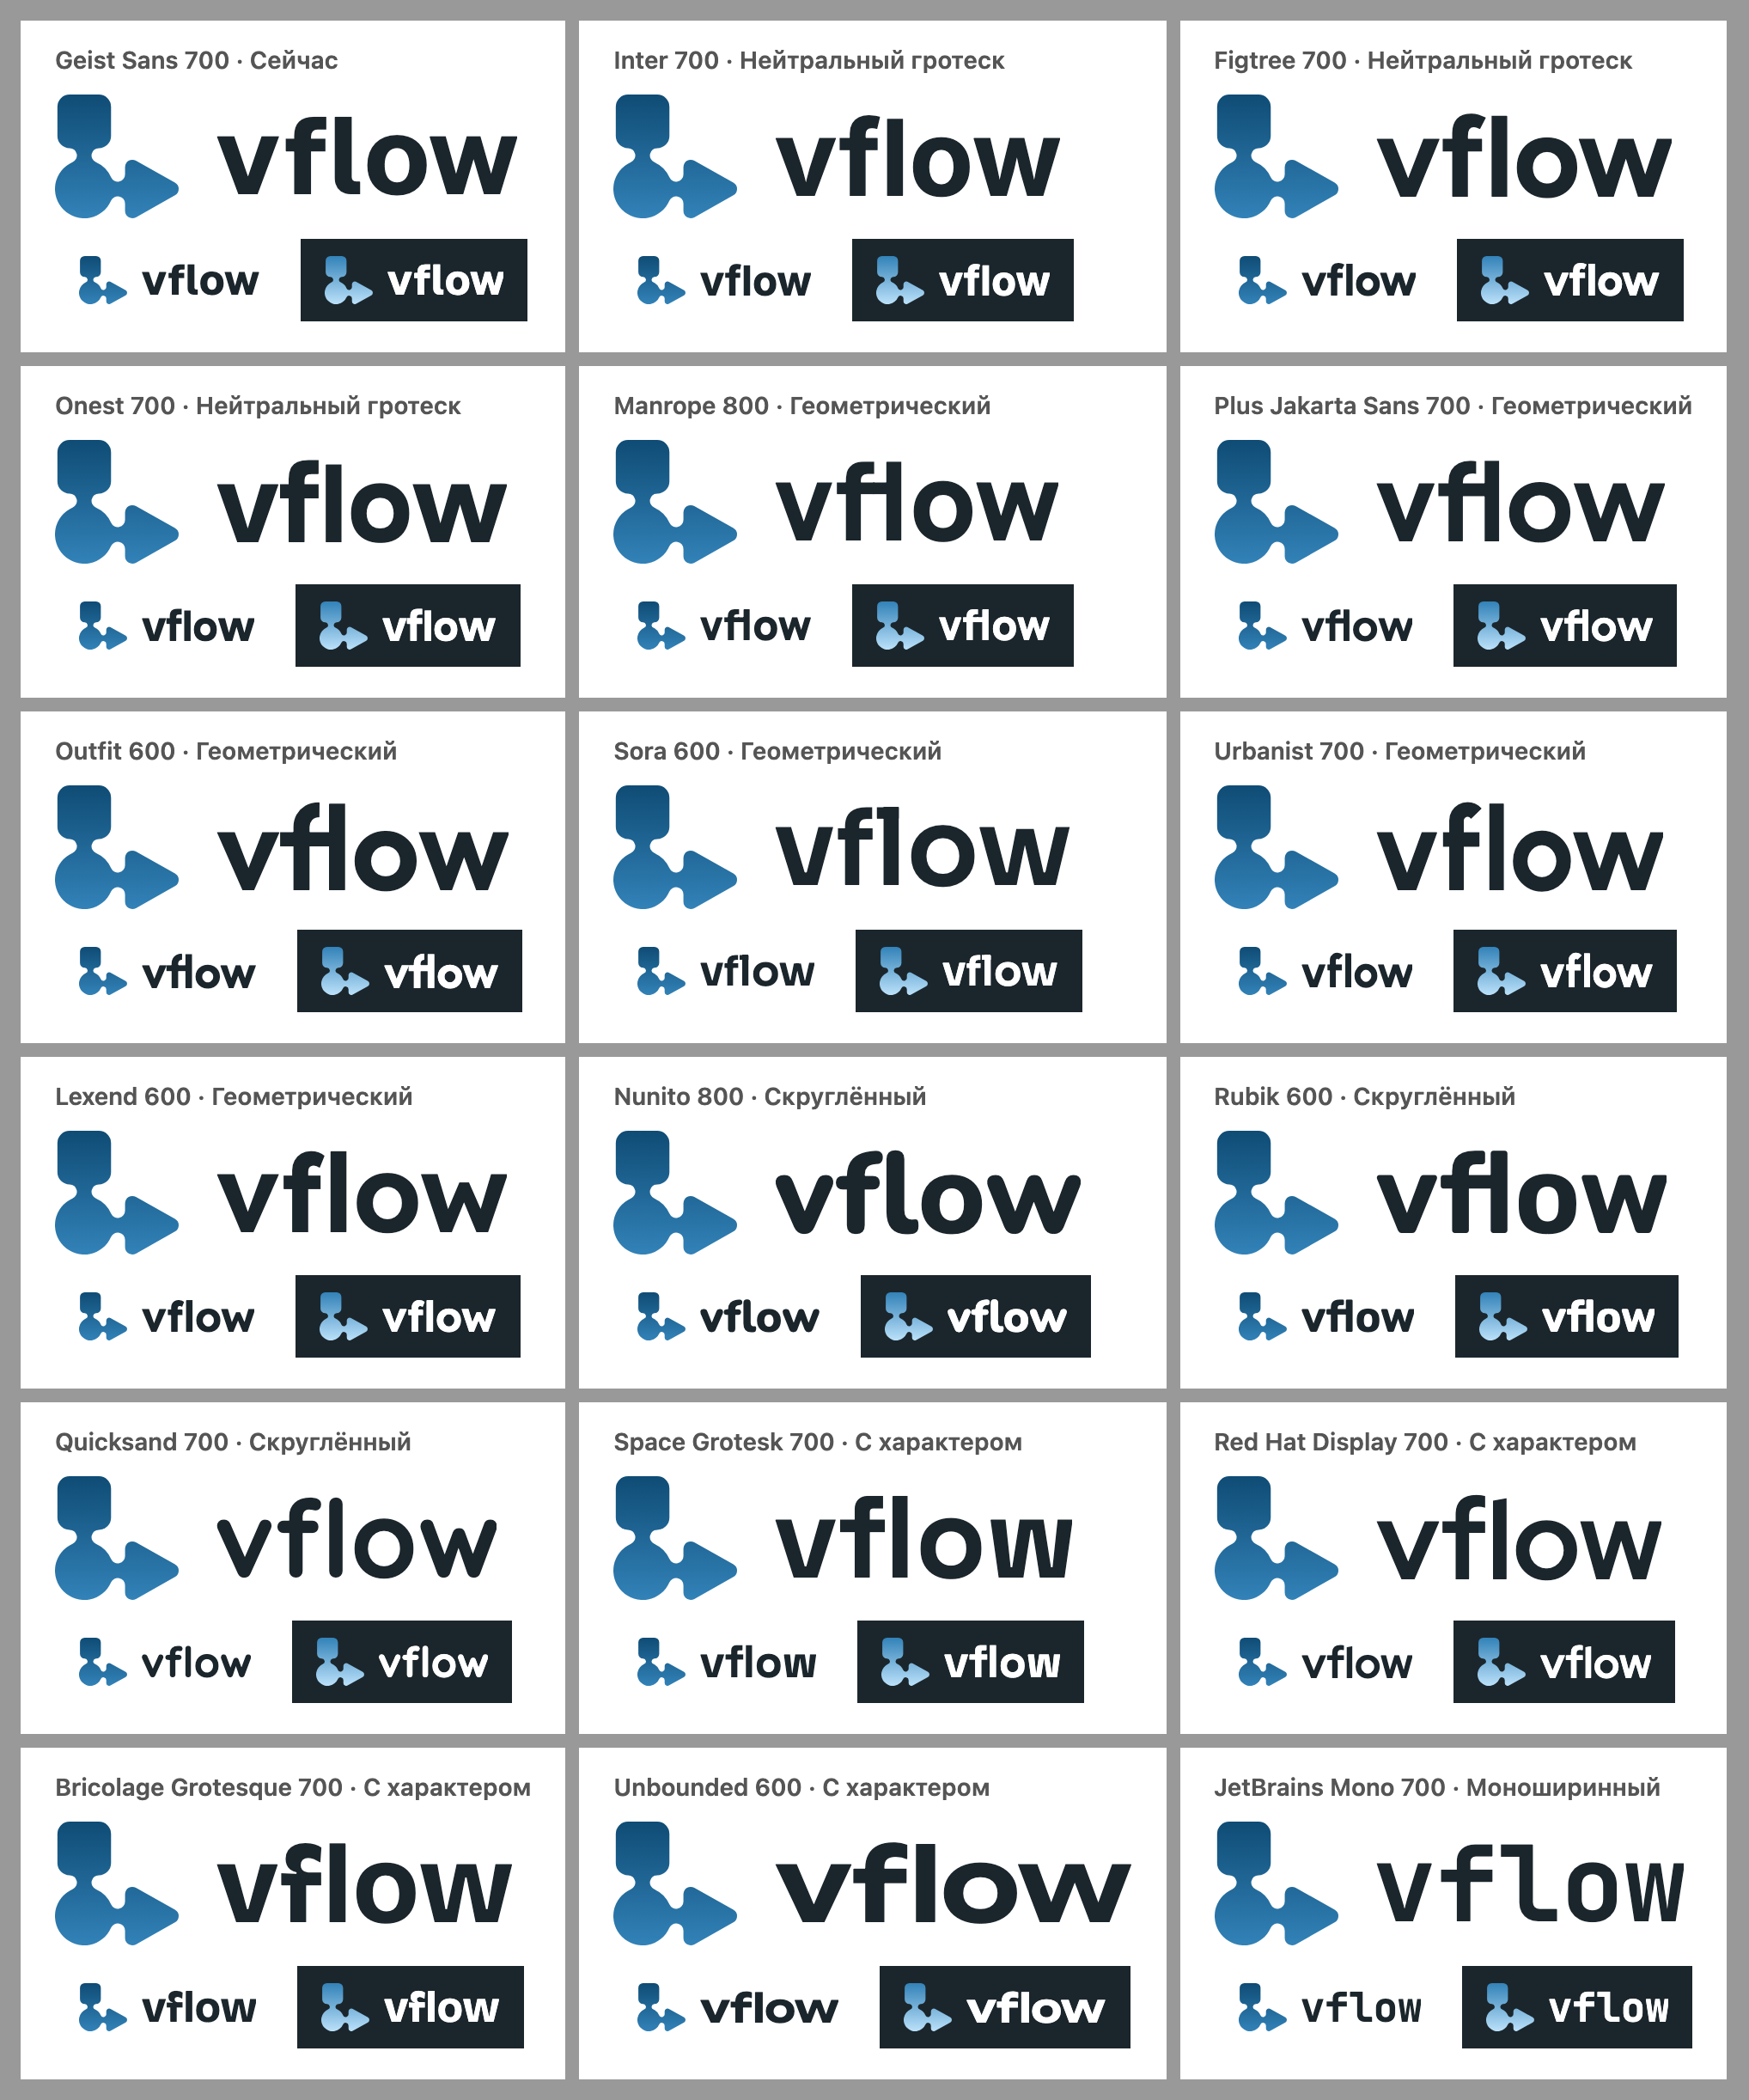 Geist Sans 700 · Сейчас
vflow
vflow vflow
Inter 700 · Нейтральный гротеск
vflow
vflow vflow
Figtree 700 · Нейтральный гротеск
vflow
vflow vflow
Onest 700 · Нейтральный гротеск
vflow
vflow vflow
Manrope 800 · Геометрический
vflow
vflow vflow
Plus Jakarta Sans 700 · Геометрический
vflow
vflow vflow
Outfit 600 · Геометрический
vflow
vflow vflow
Sora 600 · Геометрический
vflow
vflow vflow
Urbanist 700 · Геометрический
vflow
vflow vflow
Lexend 600 · Геометрический
vflow
vflow vflow
Nunito 800 · Скруглённый
vflow
vflow vflow
Rubik 600 · Скруглённый
vflow
vflow vflow
Quicksand 700 · Скруглённый
vflow
vflow vflow
Space Grotesk 700 · С характером
vflow
vflow vflow
Red Hat Display 700 · С характером
vflow
vflow vflow
Bricolage Grotesque 700 · С характером
vflow
vflow vflow
Unbounded 600 · С характером
vflow
vflow vflow
JetBrains Mono 700 · Моноширинный
vflow
vflow vflow